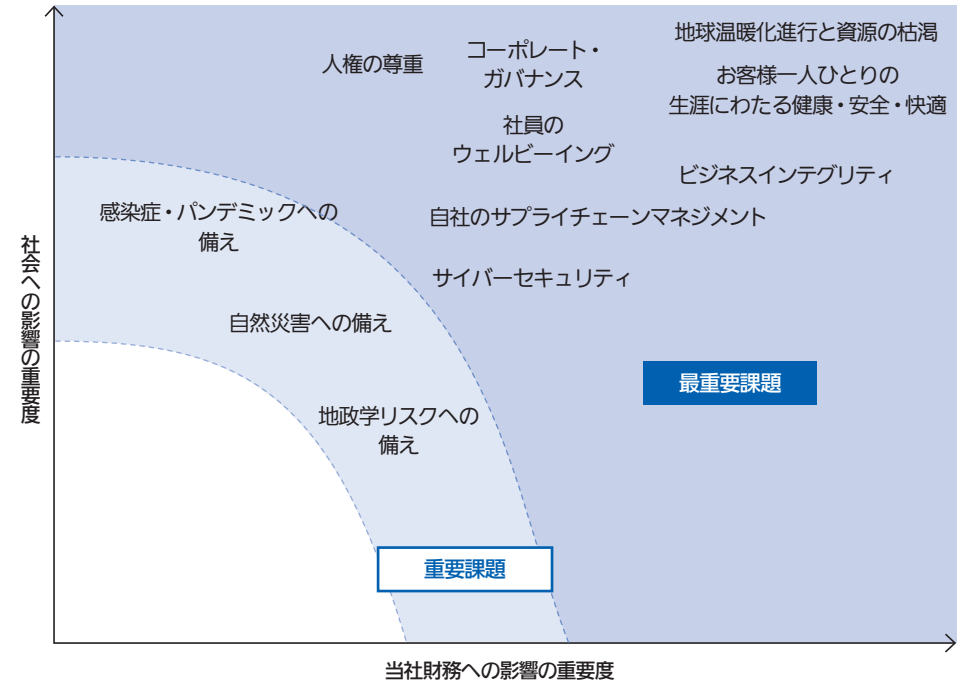 地球温暖化進行と資源の枯渇
人権の尊重
コーポレート・
ガバナンス
お客様一人ひとりの
生涯にわたる健康・安全・快適
社員の
ウェルビーイング
ビジネスインテグリティ
感染症・パンデミックへの
備え
自社のサプライチェーンマネジメント
サイバーセキュリティ
自然災害への備え
最重要課題
地政学リスクへの
備え
重要課題
社会への影響の重要度
当社財務への影響の重要度